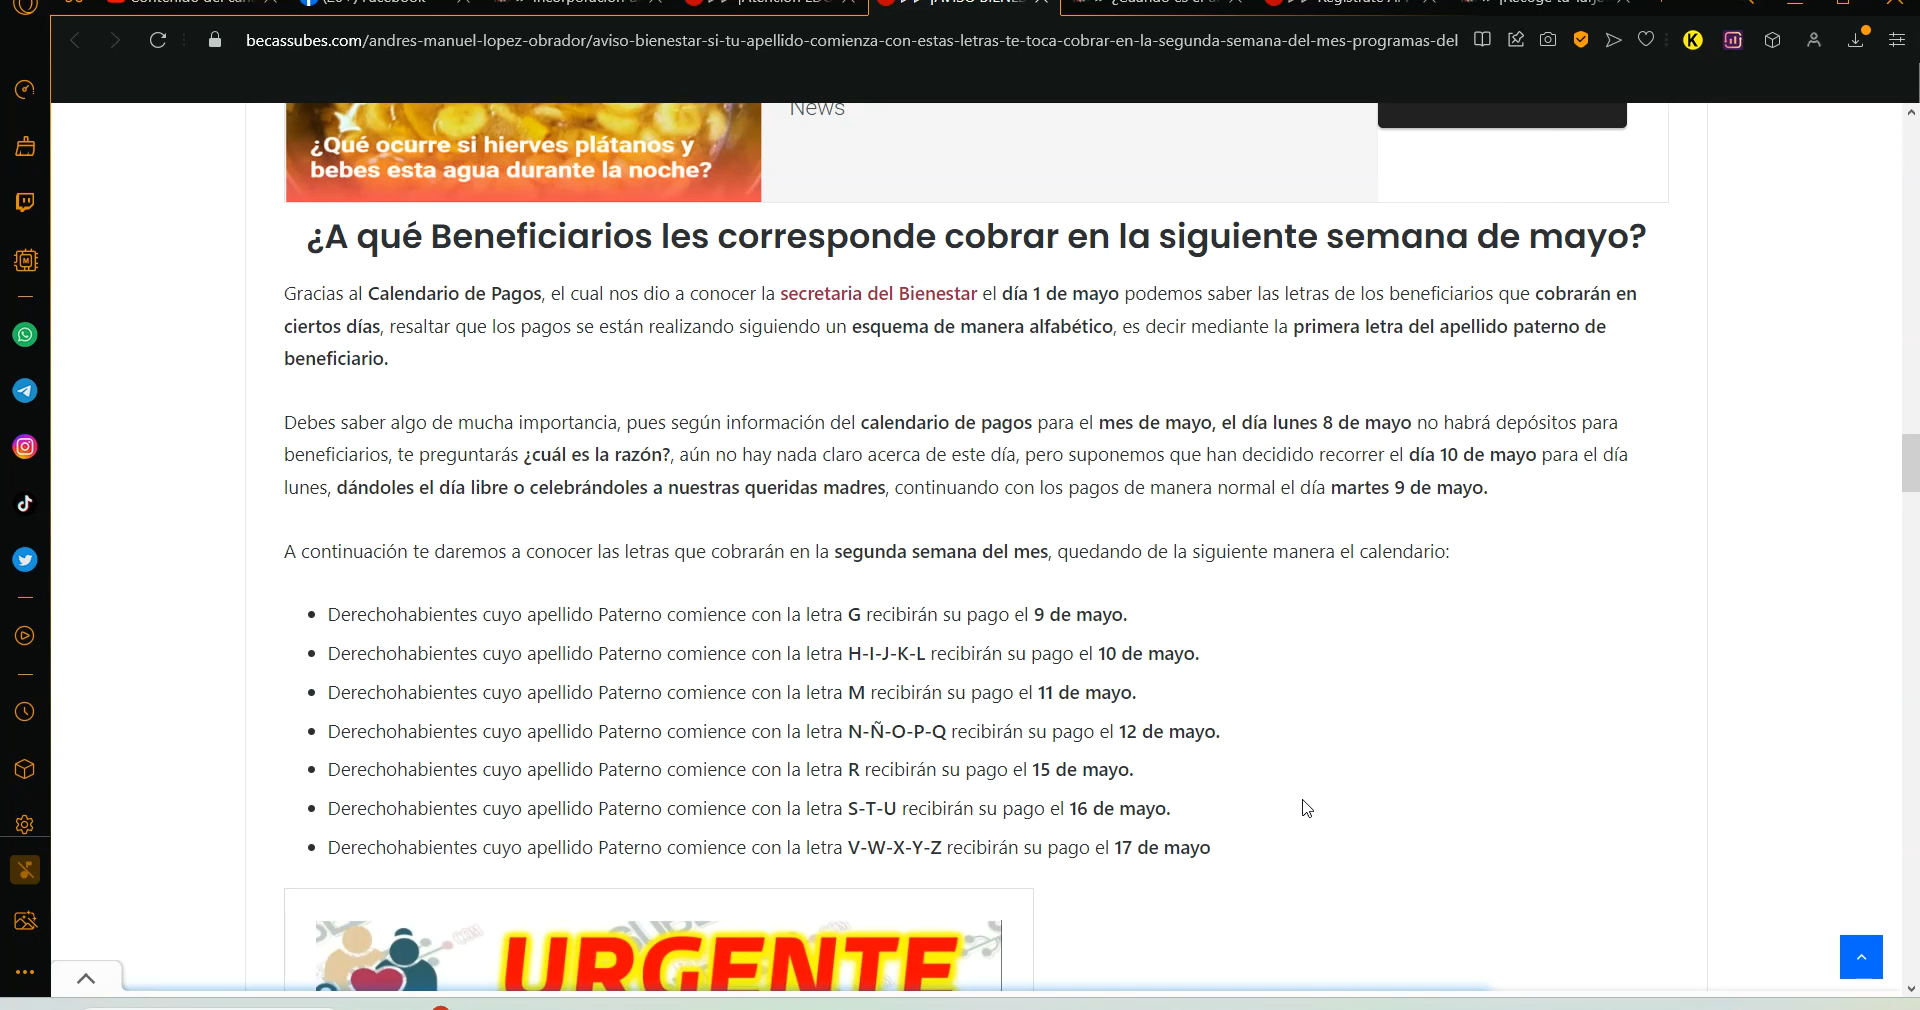 becassubes.com/andres-manuel-lopez-obrador/aviso-bienestar-si-tu-apellido-comienza-con-estas-letras-te-toca-cobrar-en-la-segunda-semana-del-mes-programas-del
News
¿Qué ocurre si hierves plátanos y
bebes esta agua durante la noche?
¿A qué Beneficiarios les corresponde cobrar en la siguiente semana de mayo?
Gracias al Calendario de Pagos, el cual nos dio a conocer la secretaria del Bienestar el día 1 de mayo podemos saber las letras de los beneficiarios que cobrarán en
ciertos días, resaltar que los pagos se están realizando siguiendo un esquema de manera alfabético, es decir mediante la primera letra del apellido paterno de
beneficiario.
Debes saber algo de mucha importancia, pues según información del calendario de pagos para el mes de mayo, el día lunes 8 de mayo no habrá depósitos para
beneficiarios, te preguntarás ¿cuál es la razón?, aún no hay nada claro acerca de este día, pero suponemos que han decidido recorrer el día 10 de mayo para el día
lunes, dándoles el día libre o celebrándoles a nuestras queridas madres, continuando con los pagos de manera normal el día martes 9 de mayo.
A continuación te daremos a conocer las letras que cobrarán en la segunda semana del mes, quedando de la siguiente manera el calendario:
• Derechohabientes cuyo apellido Paterno comience con la letra G recibirán su pago el 9 de mayo.
• Derechohabientes cuyo apellido Paterno comience con la letra H-I-J-K-L recibirán su pago el 10 de mayo.
• Derechohabientes cuyo apellido Paterno comience con la letra M recibirán su pago el 11 de mayo.
• Derechohabientes cuyo apellido Paterno comience con la letra N-Ñ-O-P-Q recibirán su pago el 12 de mayo.
• Derechohabientes cuyo apellido Paterno comience con la letra R recibirán su pago el 15 de mayo.
• Derechohabientes cuyo apellido Paterno comience con la letra S-T-U recibirán su pago el 16 de mayo.
• Derechohabientes cuyo apellido Paterno comience con la letra V-W-X-Y-Z recibirán su pago el 17 de mayo
URGENTE